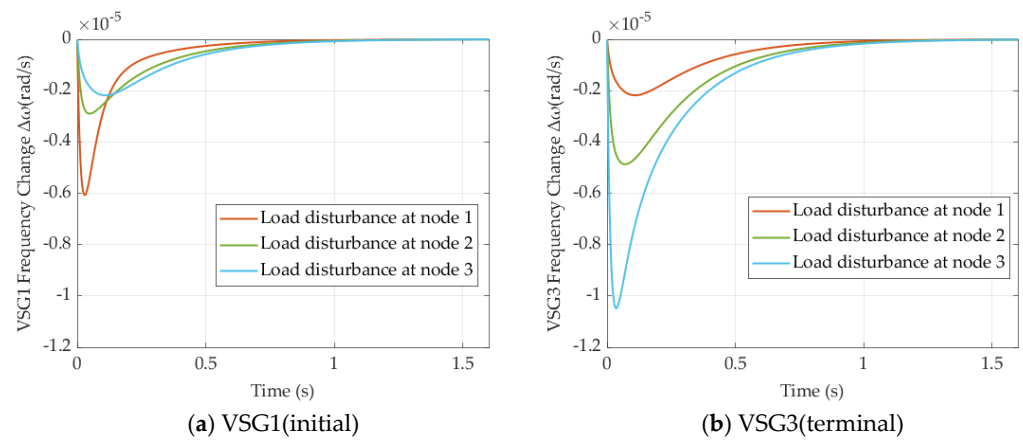 ×10⁻⁵
0
-0.2
-0.4
-0.6
-0.8
-1
-1.2
VSG1 Frequency Change Δω(rad/s)
Load disturbance at node 1
Load disturbance at node 2
Load disturbance at node 3
0 0.5 1 1.5
Time (s)
(a) VSG1(initial)
×10⁻⁵
0
-0.2
-0.4
-0.6
-0.8
-1
-1.2
VSG3 Frequency Change Δω(rad/s)
Load disturbance at node 1
Load disturbance at node 2
Load disturbance at node 3
0 0.5 1 1.5
Time (s)
(b) VSG3(terminal)